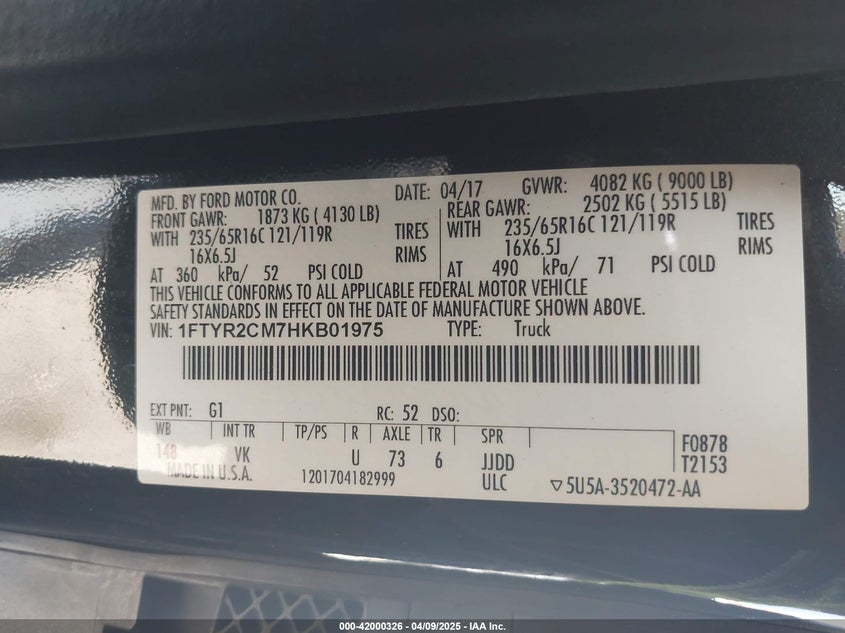 MFD. BY FORD MOTOR CO. DATE: 04/17 GVWR: 4082 KG ( 9000 LB)
FRONT GAWR: 1873 KG ( 4130 LB) REAR GAWR: 2502 KG ( 5515 LB)
WITH 235/65R16C 121/119R TIRES WITH 235/65R16C 121/119R TIRES
16X6.5J RIMS 16X6.5J RIMS
AT 360 kPa/ 52 PSI COLD AT 490 kPa/ 71 PSI COLD
THIS VEHICLE CONFORMS TO ALL APPLICABLE FEDERAL MOTOR VEHICLE
SAFETY STANDARDS IN EFFECT ON THE DATE OF MANUFACTURE SHOWN ABOVE.
VIN: 1FTYR2CM7HKB01975 TYPE: Truck
EXT PNT: G1 RC: 52 DSO:
WB INT TR TP/PS R AXLE TR SPR F0878
148 VK U 73 6 JJDD T2153
MADE IN U.S.A. 1201704182999 ULC ▽5U5A-3520472-AA
000-42000326 - 04/09/2025 - IAA Inc.